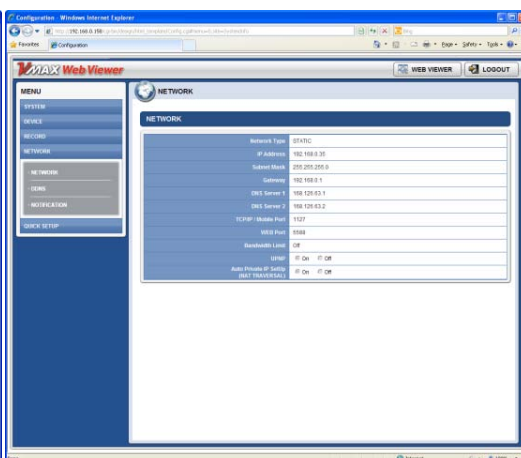 Configuration - Windows Internet Explorer
Favorites Configuration
Page Safety Tools
VMAX Web Viewer
WEB VIEWER LOGOUT
MENU
SYSTEM
DEVICE
RECORD
NETWORK
- NETWORK
- DDNS
- NOTIFICATION
QUICK SETUP
NETWORK
NETWORK
Network Type STATIC
IP Address 192.168.0.35
Subnet Mask 255.255.255.0
Gateway 192.168.0.1
DNS Server 1 168.126.63.1
DNS Server 2 168.126.63.2
TCP/IP / Mobile Port 1127
WEB Port 5588
Bandwidth Limit Off
UPNP On Off
Auto Private IP SetUp On Off
(NAT TRAVERSAL)
Internet